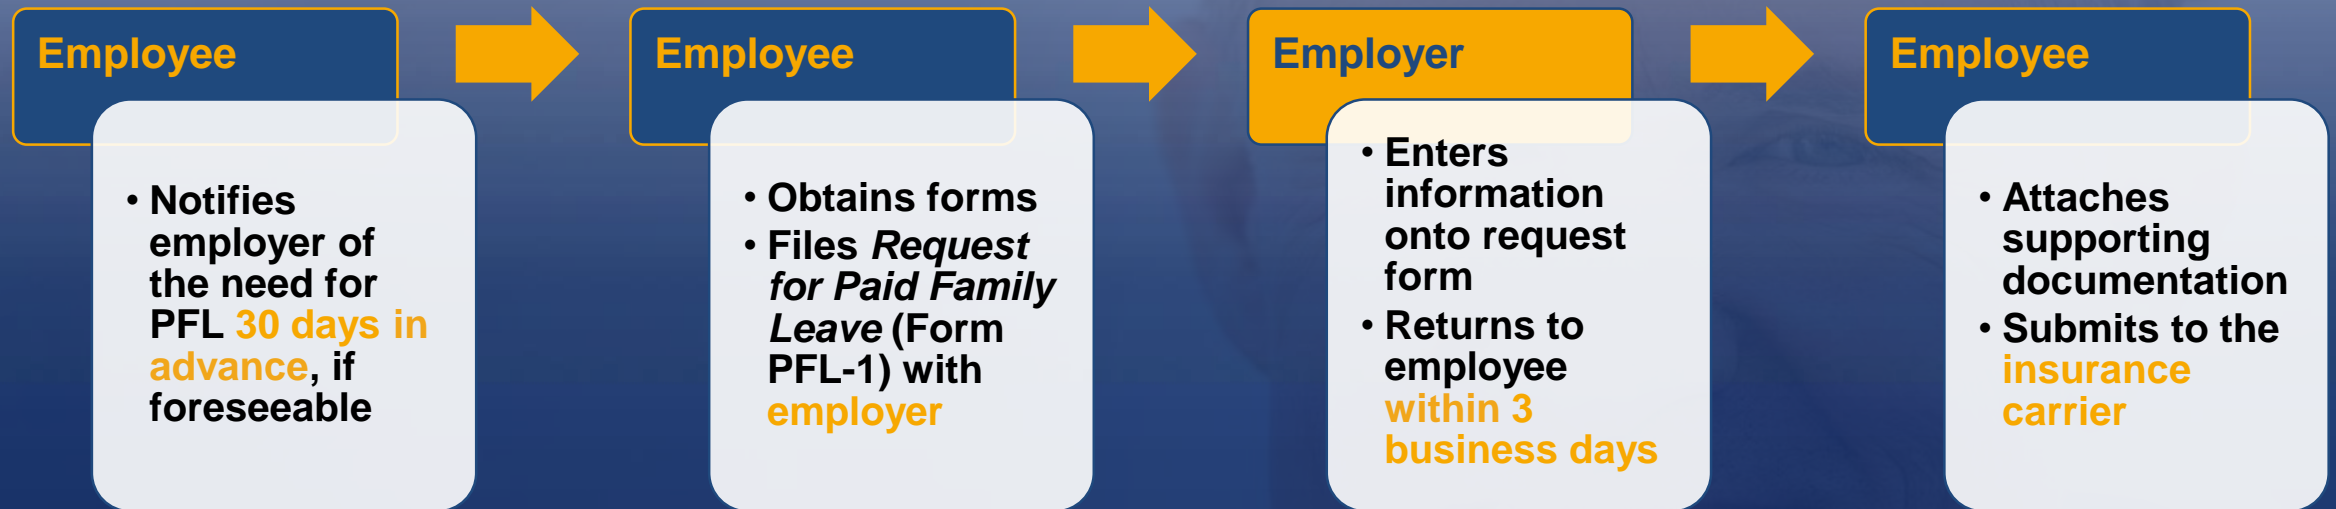 Employee
• Notifies
employer of
the need for
PFL 30 days in
advance, if
foreseeable
Employee
• Obtains forms
• Files Request
for Paid Family
Leave (Form
PFL-1) with
employer
Employer
• Enters
information
onto request
form
• Returns to
employee
within 3
business days
Employee
• Attaches
supporting
documentation
• Submits to the
insurance
carrier